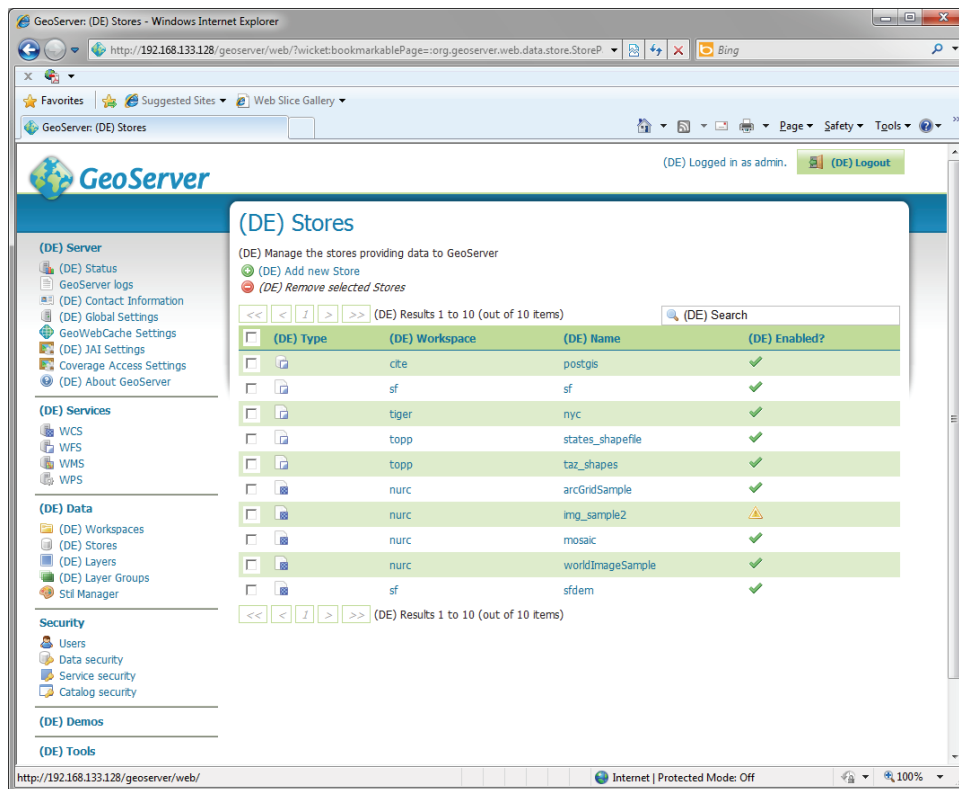 GeoServer: (DE) Stores - Windows Internet Explorer
http://192.168.133.128/geoserver/web/?wicket:bookmarkablePage=:org.geoserver.web.data.store.StoreP
Bing
x
Favorites Suggested Sites Web Slice Gallery
GeoServer: (DE) Stores
Page Safety Tools
GeoServer
(DE) Logged in as admin. (DE) Logout
(DE) Server
(DE) Status
GeoServer logs
(DE) Contact Information
(DE) Global Settings
GeoWebCache Settings
(DE) JAI Settings
Coverage Access Settings
(DE) About GeoServer
(DE) Services
WCS
WFS
WMS
WPS
(DE) Data
(DE) Workspaces
(DE) Stores
(DE) Layers
(DE) Layer Groups
Stil Manager
Security
Users
Data security
Service security
Catalog security
(DE) Demos
(DE) Tools
(DE) Stores
(DE) Manage the stores providing data to GeoServer
(DE) Add new Store
(DE) Remove selected Stores
<< < 1 > >> (DE) Results 1 to 10 (out of 10 items) (DE) Search
(DE) Type (DE) Workspace (DE) Name (DE) Enabled?
cite postgis
sf sf
tiger nyc
topp states_shapefile
topp taz_shapes
nurc arcGridSample
nurc img_sample2
nurc mosaic
nurc worldImageSample
sf sfdem
<< < 1 > >> (DE) Results 1 to 10 (out of 10 items)
http://192.168.133.128/geoserver/web/ Internet | Protected Mode: Off 100%